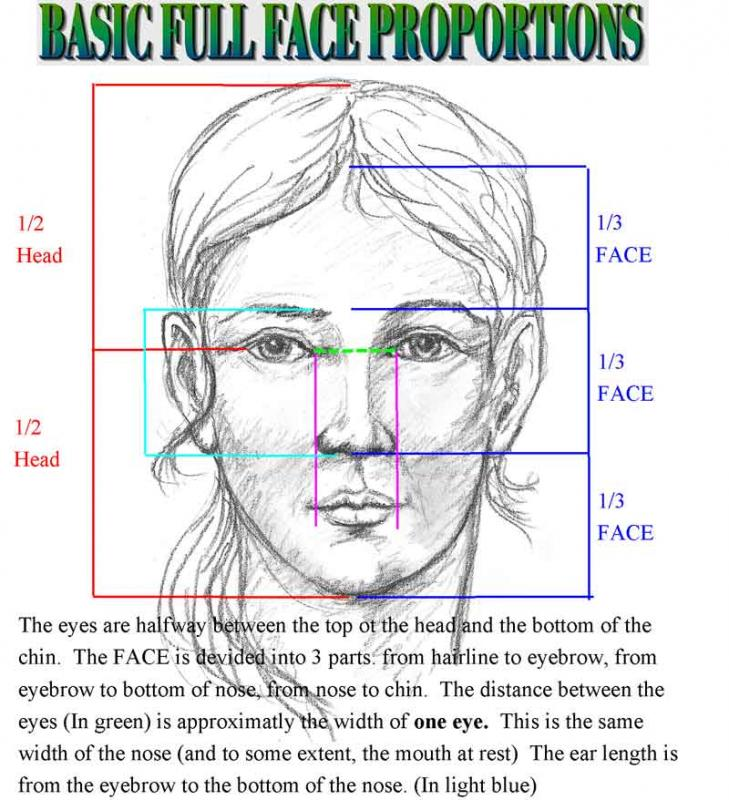 BASIC FULL FACE PROPORTIONS
1/2
Head
1/3
FACE
1/3
FACE
1/2
Head
1/3
FACE
The eyes are halfway between the top ot the head and the bottom of the
chin. The FACE is devided into 3 parts: from hairline to eyebrow, from
eyebrow to bottom of nose, from nose to chin. The distance between the
eyes (In green) is approximatly the width of one eye. This is the same
width of the nose (and to some extent, the mouth at rest) The ear length is
from the eyebrow to the bottom of the nose. (In light blue)